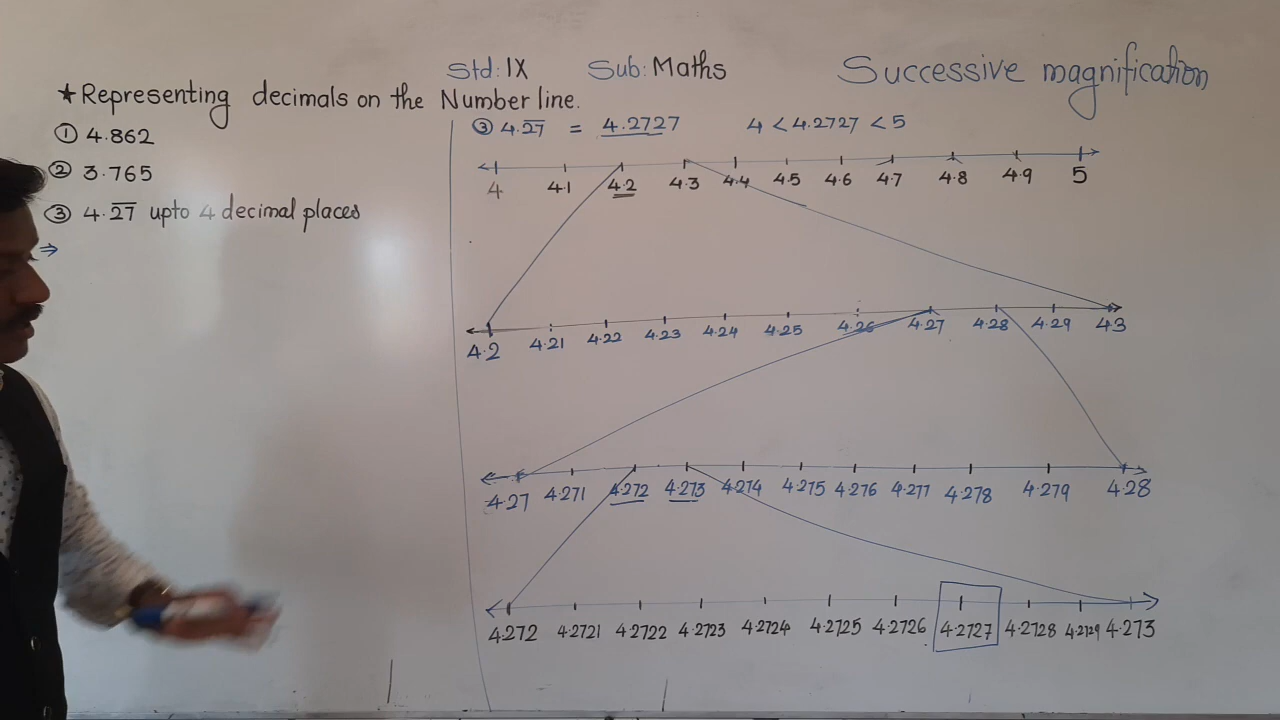 Std: IX Sub: Maths Successive magnification
★ Representing decimals on the Number line.
① 4.862
② 3.765
③ 4.2̅7̅ upto 4 decimal places
⇒
③ 4.2̅7̅ = 4.2727 4 < 4.2727 < 5
4 4.1 4.2 4.3 4.4 4.5 4.6 4.7 4.8 4.9 5
4.2 4.21 4.22 4.23 4.24 4.25 4.26 4.27 4.28 4.29 4.3
4.27 4.271 4.272 4.273 4.274 4.275 4.276 4.277 4.278 4.279 4.28
4.272 4.2721 4.2722 4.2723 4.2724 4.2725 4.2726 4.2727 4.2728 4.2729 4.273